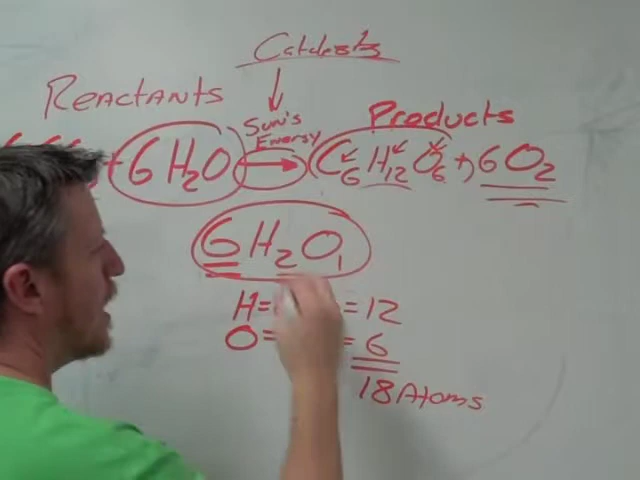 Catalysts
Reactants
Sun's
Energy
Products
+ 6H₂O → C₆H₁₂O₆ + 6O₂
6H₂O₁
H= =12
O= =6
18 Atoms